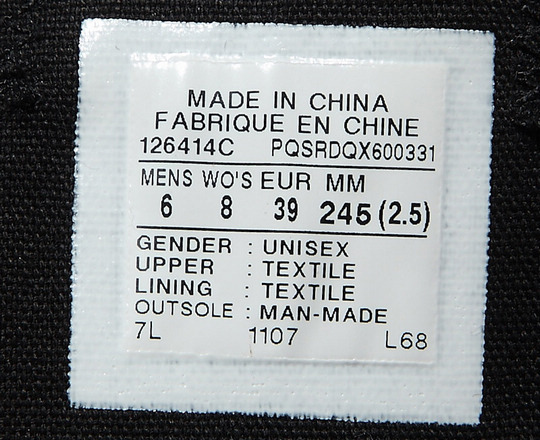 MADE IN CHINA
FABRIQUE EN CHINE
126414C PQSRDQX600331
MENS WO'S EUR MM
6 8 39 245 (2.5)
GENDER : UNISEX
UPPER : TEXTILE
LINING : TEXTILE
OUTSOLE : MAN-MADE
7L 1107 L68